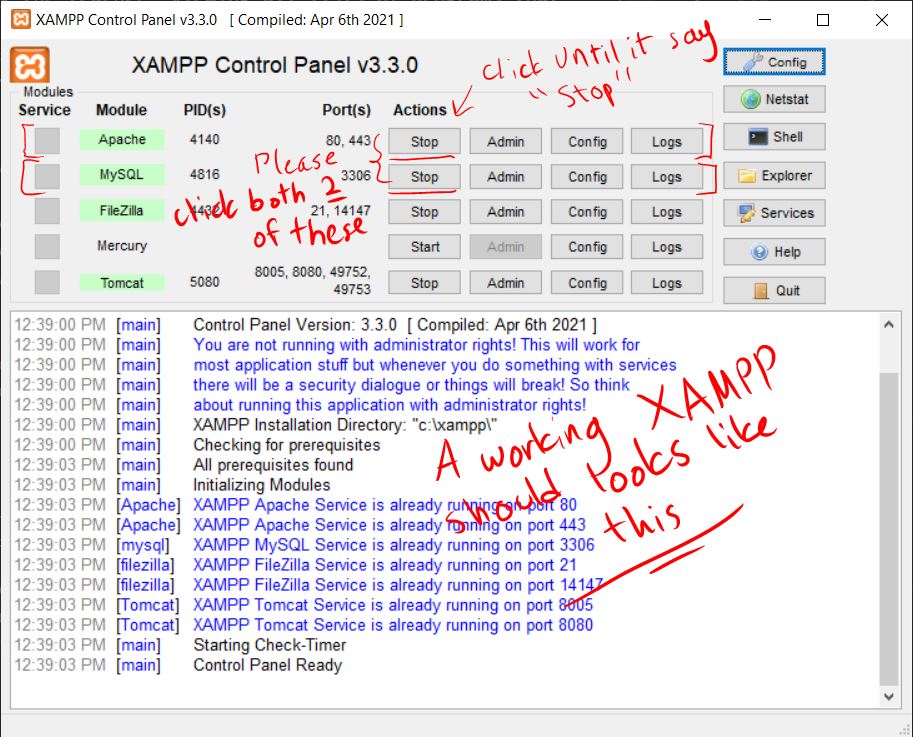 XAMPP Control Panel v3.3.0 [ Compiled: Apr 6th 2021 ]
XAMPP Control Panel v3.3.0
click until it say
"Stop"
Config
Modules
Service Module PID(s) Port(s) Actions
Netstat
Apache 4140 80, 443 Stop Admin Config Logs
Shell
MySQL 4816 3306 Stop Admin Config Logs
Explorer
Please
click both 2
of these
FileZilla 4432 21, 14147 Stop Admin Config Logs
Services
Mercury Start Admin Config Logs
Help
Tomcat 5080 8005, 8080, 49752, 
49753 Stop Admin Config Logs
Quit
12:39:00 PM [main] Control Panel Version: 3.3.0 [ Compiled: Apr 6th 2021 ]
12:39:00 PM [main] You are not running with administrator rights! This will work for
12:39:00 PM [main] most application stuff but whenever you do something with services
12:39:00 PM [main] there will be a security dialogue or things will break! So think
12:39:00 PM [main] about running this application with administrator rights!
12:39:00 PM [main] XAMPP Installation Directory: "c:\xampp\"
12:39:00 PM [main] Checking for prerequisites
12:39:03 PM [main] All prerequisites found
12:39:03 PM [main] Initializing Modules
12:39:03 PM [Apache] XAMPP Apache Service is already running on port 80
12:39:03 PM [Apache] XAMPP Apache Service is already running on port 443
12:39:03 PM [mysql] XAMPP MySQL Service is already running on port 3306
12:39:03 PM [filezilla] XAMPP FileZilla Service is already running on port 21
12:39:03 PM [filezilla] XAMPP FileZilla Service is already running on port 14147
12:39:03 PM [Tomcat] XAMPP Tomcat Service is already running on port 8005
12:39:03 PM [Tomcat] XAMPP Tomcat Service is already running on port 8080
12:39:03 PM [main] Starting Check-Timer
12:39:03 PM [main] Control Panel Ready
A working XAMPP
should looks like
this